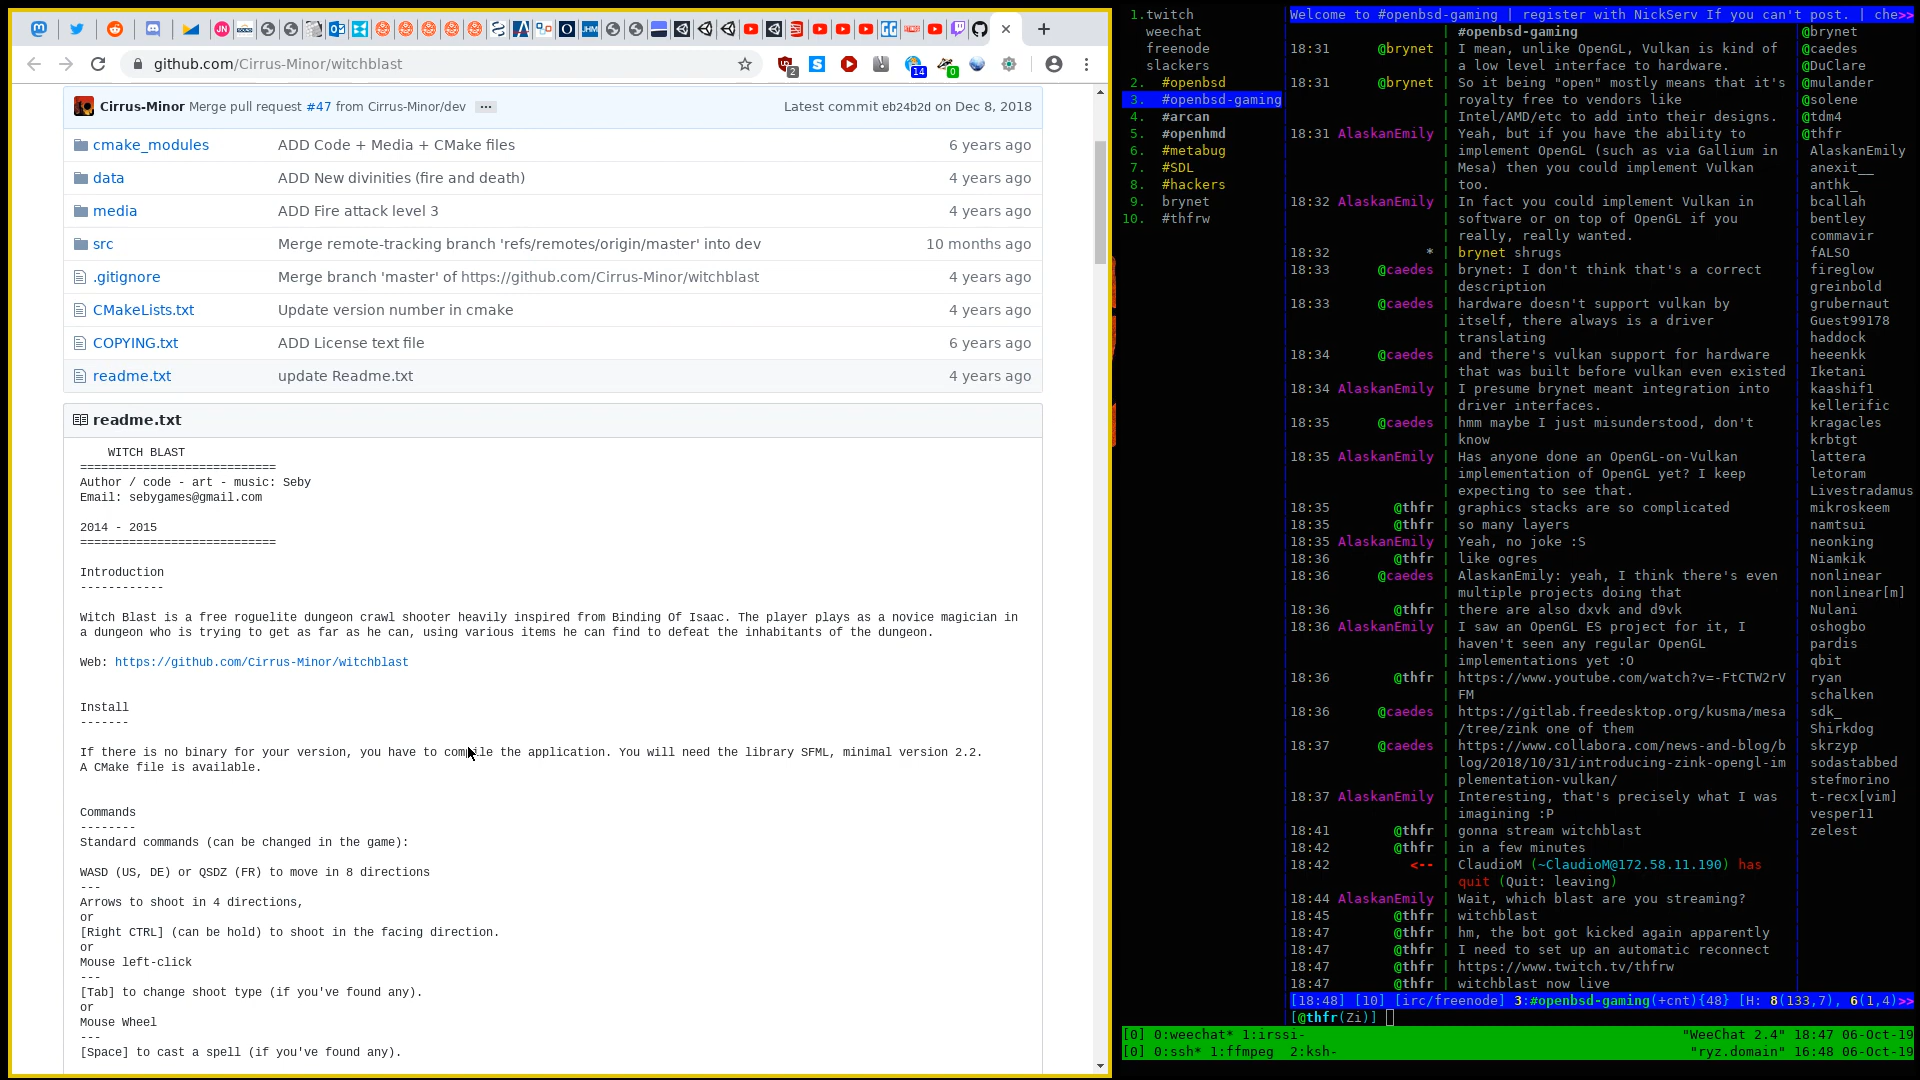 github.com/Cirrus-Minor/witchblast
2
14
0
Cirrus-Minor Merge pull request #47 from Cirrus-Minor/dev ... Latest commit eb24b2d on Dec 8, 2018
cmake_modules ADD Code + Media + CMake files 6 years ago
data ADD New divinities (fire and death) 4 years ago
media ADD Fire attack level 3 4 years ago
src Merge remote-tracking branch 'refs/remotes/origin/master' into dev 10 months ago
.gitignore Merge branch 'master' of https://github.com/Cirrus-Minor/witchblast 4 years ago
CMakeLists.txt Update version number in cmake 4 years ago
COPYING.txt ADD License text file 6 years ago
readme.txt update Readme.txt 4 years ago
readme.txt
WITCH BLAST
============================
Author / code - art - music: Seby
Email: sebygames@gmail.com
2014 - 2015
============================
Introduction
------------
Witch Blast is a free roguelite dungeon crawl shooter heavily inspired from Binding Of Isaac. The player plays as a novice magician in
a dungeon who is trying to get as far as he can, using various items he can find to defeat the inhabitants of the dungeon.
Web: https://github.com/Cirrus-Minor/witchblast
Install
-------
If there is no binary for your version, you have to compile the application. You will need the library SFML, minimal version 2.2.
A CMake file is available.
Commands
--------
Standard commands (can be changed in the game):
WASD (US, DE) or QSDZ (FR) to move in 8 directions
---
Arrows to shoot in 4 directions,
or
[Right CTRL] (can be hold) to shoot in the facing direction.
or
Mouse left-click
---
[Tab] to change shoot type (if you've found any).
or
Mouse Wheel
---
[Space] to cast a spell (if you've found any).
1.twitch
weechat
freenode
slackers
2. #openbsd
3. #openbsd-gaming
4. #arcan
5. #openhmd
6. #metabug
7. #SDL
8. #hackers
9. brynet
10. #thfrw
Welcome to #openbsd-gaming | register with NickServ If you can't post. | che>>
#openbsd-gaming
18:31 @brynet | I mean, unlike OpenGL, Vulkan is kind of
| a low level interface to hardware.
18:31 @brynet | So it being "open" mostly means that it's
| royalty free to vendors like
| Intel/AMD/etc to add into their designs.
18:31 AlaskanEmily | Yeah, but if you have the ability to
| implement OpenGL (such as via Gallium in
| Mesa) then you could implement Vulkan
| too.
18:32 AlaskanEmily | In fact you could implement Vulkan in
| software or on top of OpenGL if you
| really, really wanted.
18:32 * | brynet shrugs
18:33 @caedes | brynet: I don't think that's a correct
| description
18:33 @caedes | hardware doesn't support vulkan by
| itself, there always is a driver
| translating
18:34 @caedes | and there's vulkan support for hardware
| that was built before vulkan even existed
18:34 AlaskanEmily | I presume brynet meant integration into
| driver interfaces.
18:35 @caedes | hmm maybe I just misunderstood, don't
| know
18:35 AlaskanEmily | Has anyone done an OpenGL-on-Vulkan
| implementation of OpenGL yet? I keep
| expecting to see that.
18:35 @thfr | graphics stacks are so complicated
18:35 @thfr | so many layers
18:35 AlaskanEmily | Yeah, no joke :S
18:36 @thfr | like ogres
18:36 @caedes | AlaskanEmily: yeah, I think there's even
| multiple projects doing that
18:36 @thfr | there are also dxvk and d9vk
18:36 AlaskanEmily | I saw an OpenGL ES project for it, I
| haven't seen any regular OpenGL
| implementations yet :O
18:36 @thfr | https://www.youtube.com/watch?v=-FtCTW2rV
| FM
18:36 @caedes | https://gitlab.freedesktop.org/kusma/mesa
| /tree/zink one of them
18:37 @caedes | https://www.collabora.com/news-and-blog/b
| log/2018/10/31/introducing-zink-opengl-im
| plementation-vulkan/
18:37 AlaskanEmily | Interesting, that's precisely what I was
| imagining :P
18:41 @thfr | gonna stream witchblast
18:42 @thfr | in a few minutes
18:42 <-- | ClaudioM (~ClaudioM@172.58.11.190) has
| quit (Quit: leaving)
18:44 AlaskanEmily | Wait, which blast are you streaming?
18:45 @thfr | witchblast
18:47 @thfr | hm, the bot got kicked again apparently
18:47 @thfr | I need to set up an automatic reconnect
18:47 @thfr | https://www.twitch.tv/thfrw
18:47 @thfr | witchblast now live
@brynet
@caedes
@DuClare
@mulander
@solene
@tdm4
@thfr
AlaskanEmily
anexit__
anthk_
bcallah
bentley
commavir
fALSO
fireglow
greinbold
grubernaut
Guest99178
haddock
heeenkk
Iketani
kaashif1
kellerific
kragacles
krbtgt
lattera
letoram
Livestradamus
mikroskeem
namtsui
neonking
Niamkik
nonlinear
nonlinear[m]
Nulani
oshogbo
pardis
qbit
ryan
schalken
sdk_
Shirkdog
skrzyp
sodastabbed
stefmorino
t-recx[vim]
vesper11
zelest
[18:48] [10] [irc/freenode] 3:#openbsd-gaming(+cnt){48} [H: 8(133,7), 6(1,4)>>
[@thfr(Zi)]
[0] 0:weechat* 1:irssi- "WeeChat 2.4" 18:47 06-Oct-19
[0] 0:ssh* 1:ffmpeg 2:ksh- "ryz.domain" 16:48 06-Oct-19